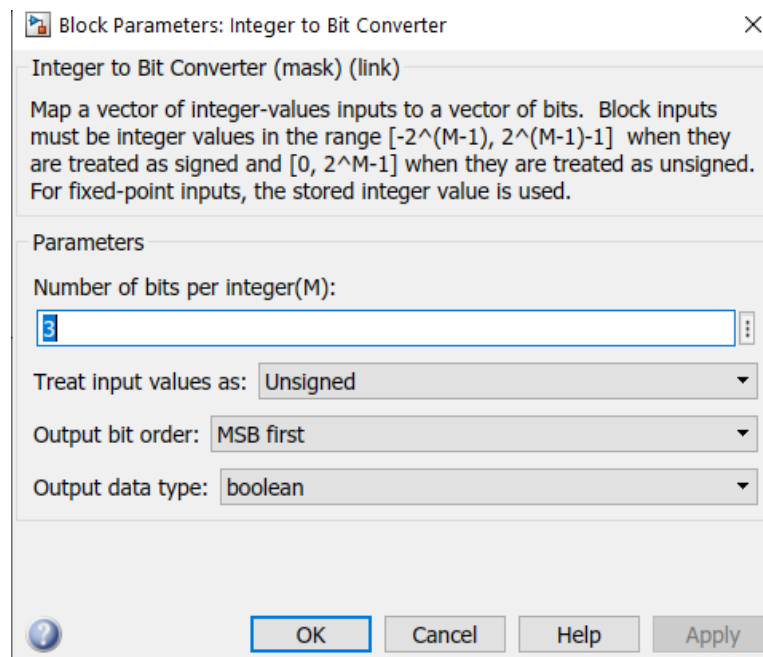 Block Parameters: Integer to Bit Converter
Integer to Bit Converter (mask) (link)
Map a vector of integer-values inputs to a vector of bits. Block inputs
must be integer values in the range [-2^(M-1), 2^(M-1)-1] when they
are treated as signed and [0, 2^M-1] when they are treated as unsigned.
For fixed-point inputs, the stored integer value is used.
Parameters
Number of bits per integer(M):
3
Treat input values as: Unsigned
Output bit order: MSB first
Output data type: boolean
OK Cancel Help Apply